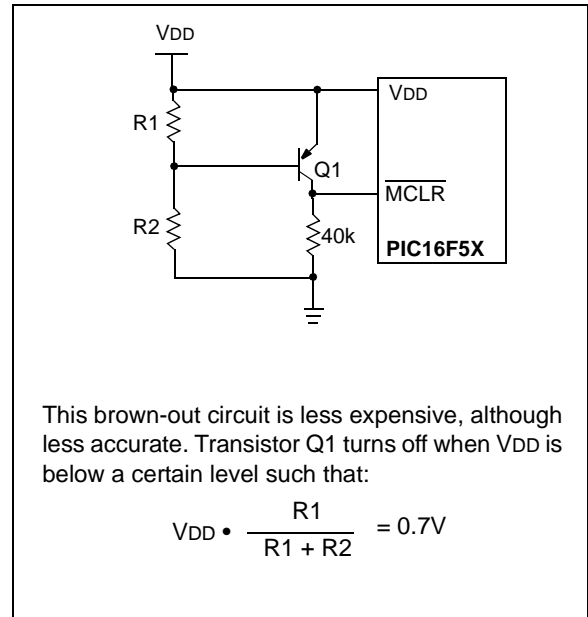 VDD
VDD
R1
Q1
MCLR
R2
40k
PIC16F5X
This brown-out circuit is less expensive, although
less accurate. Transistor Q1 turns off when VDD is
below a certain level such that:
VDD • R1 / R1 + R2 = 0.7V